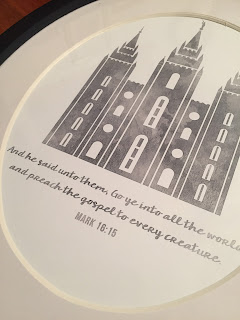 And he said unto them, Go ye into all the world
and preach the gospel to every creature.
MARK 16:15